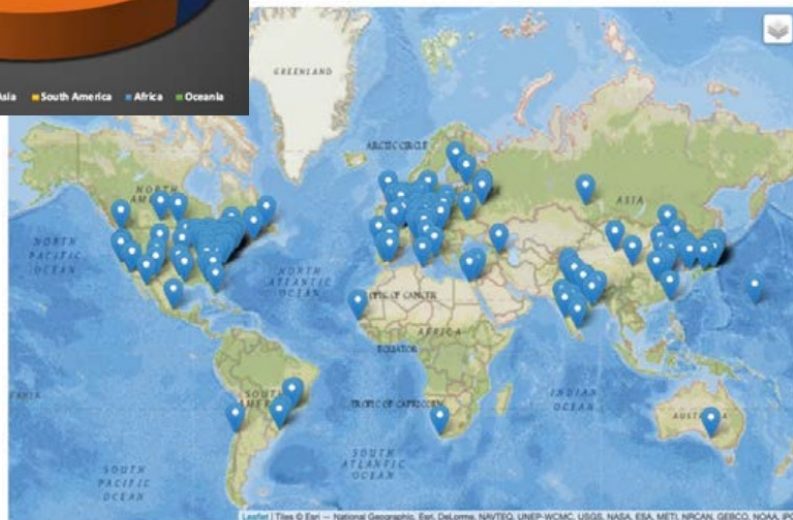 South America Africa Oceania
GREENLAND
ARCTIC CIRCLE
NORTH
ASIA
NORTH
PACIFIC
OCEAN
NORTH
ATLANTIC
OCEAN
AFRICA
EQUATOR
INDIAN
OCEAN
TROPIC OF CAPRICORN
SOUTH
PACIFIC
OCEAN
SOUTH
ATLANTIC
OCEAN
Leaflet | Tiles © Esri — National Geographic, Esri, DeLorme, NAVTEQ, UNEP-WCMC, USGS, NASA, ESA, METI, NRCAN, GEBCO, NOAA, iPC